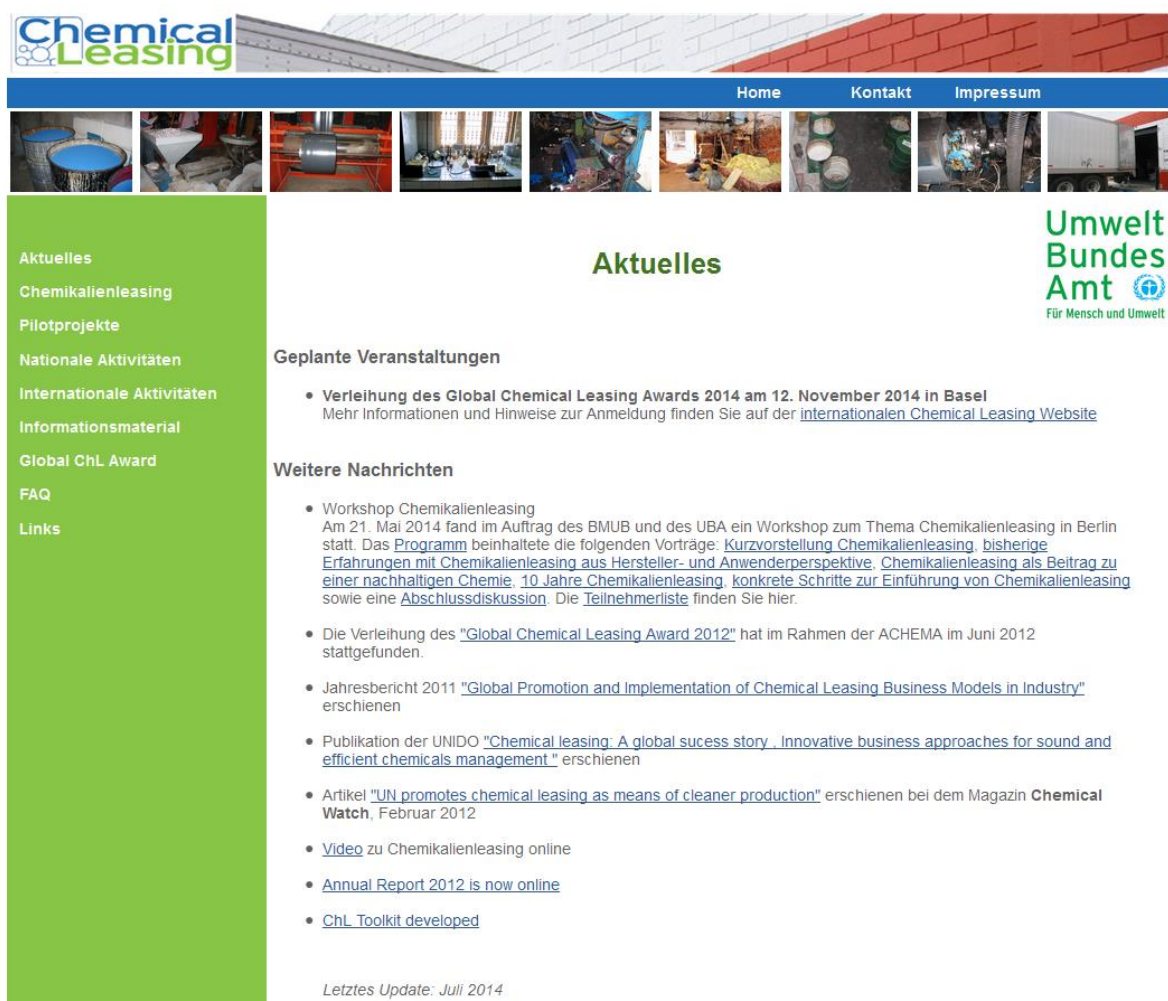 Chemical
Leasing
Home Kontakt Impressum
Umwelt
Bundes
Amt
Für Mensch und Umwelt
Aktuelles
Chemikalienleasing
Pilotprojekte
Nationale Aktivitäten
Internationale Aktivitäten
Informationsmaterial
Global ChL Award
FAQ
Links
Aktuelles
Geplante Veranstaltungen
• Verleihung des Global Chemical Leasing Awards 2014 am 12. November 2014 in Basel
Mehr Informationen und Hinweise zur Anmeldung finden Sie auf der internationalen Chemical Leasing Website
Weitere Nachrichten
• Workshop Chemikalienleasing
Am 21. Mai 2014 fand im Auftrag des BMUB und des UBA ein Workshop zum Thema Chemikalienleasing in Berlin
statt. Das Programm beinhaltete die folgenden Vorträge: Kurzvorstellung Chemikalienleasing, bisherige
Erfahrungen mit Chemikalienleasing aus Hersteller- und Anwenderperspektive, Chemikalienleasing als Beitrag zu
einer nachhaltigen Chemie, 10 Jahre Chemikalienleasing, konkrete Schritte zur Einführung von Chemikalienleasing
sowie eine Abschlussdiskussion. Die Teilnehmerliste finden Sie hier.
• Die Verleihung des "Global Chemical Leasing Award 2012" hat im Rahmen der ACHEMA im Juni 2012
stattgefunden.
• Jahresbericht 2011 "Global Promotion and Implementation of Chemical Leasing Business Models in Industry"
erschienen
• Publikation der UNIDO "Chemical leasing: A global sucess story , Innovative business approaches for sound and
efficient chemicals management " erschienen
• Artikel "UN promotes chemical leasing as means of cleaner production" erschienen bei dem Magazin Chemical
Watch, Februar 2012
• Video zu Chemikalienleasing online
• Annual Report 2012 is now online
• ChL Toolkit developed
Letztes Update: Juli 2014